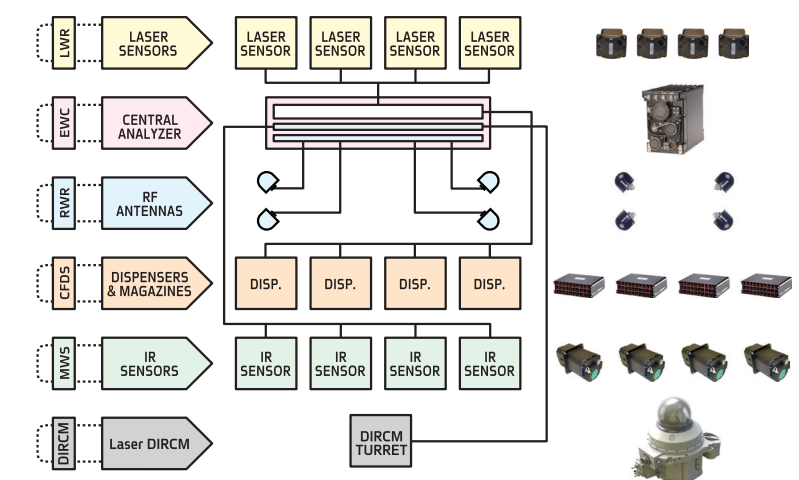 LWR
LASER
SENSORS
LASER
SENSOR
LASER
SENSOR
LASER
SENSOR
LASER
SENSOR
EWC
CENTRAL
ANALYZER
RWR
RF
ANTENNAS
CFDS
DISPENSERS
& MAGAZINES
DISP.
DISP.
DISP.
DISP.
MWS
IR
SENSORS
IR
SENSOR
IR
SENSOR
IR
SENSOR
IR
SENSOR
DIRCM
Laser DIRCM
DIRCM
TURRET